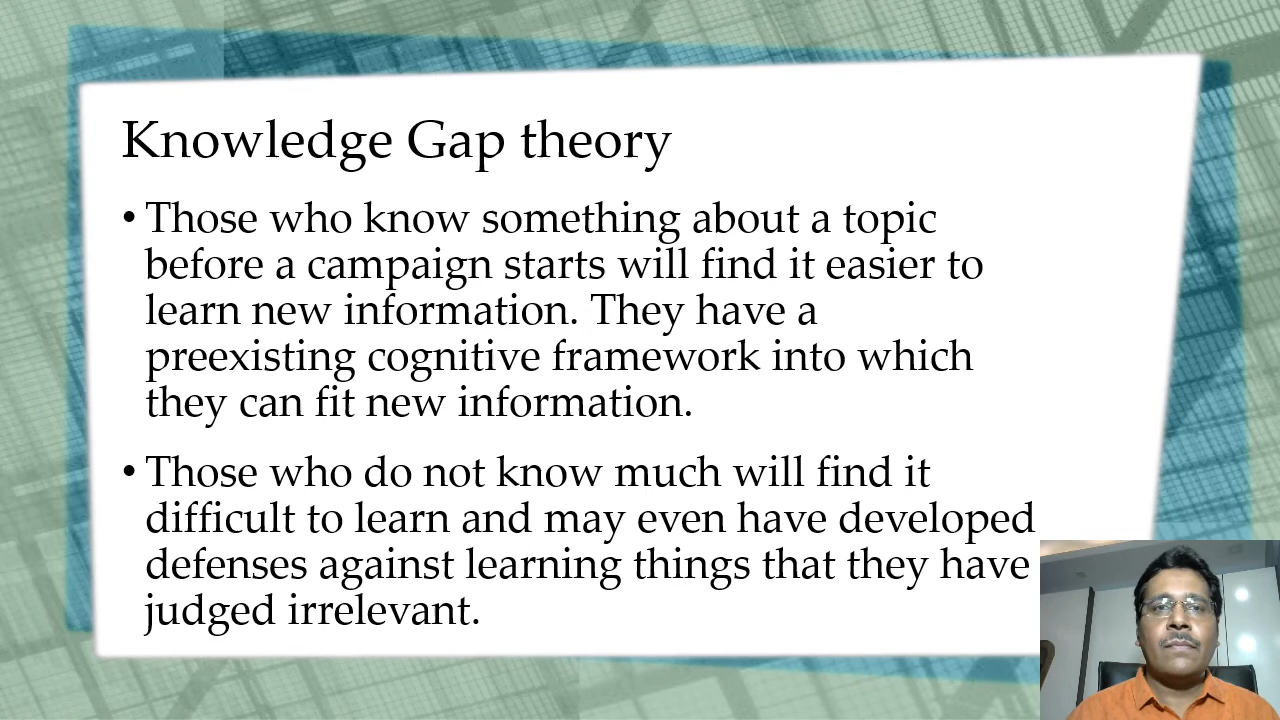 Knowledge Gap theory
• Those who know something about a topic
before a campaign starts will find it easier to
learn new information. They have a
preexisting cognitive framework into which
they can fit new information.
• Those who do not know much will find it
difficult to learn and may even have developed
defenses against learning things that they have
judged irrelevant.